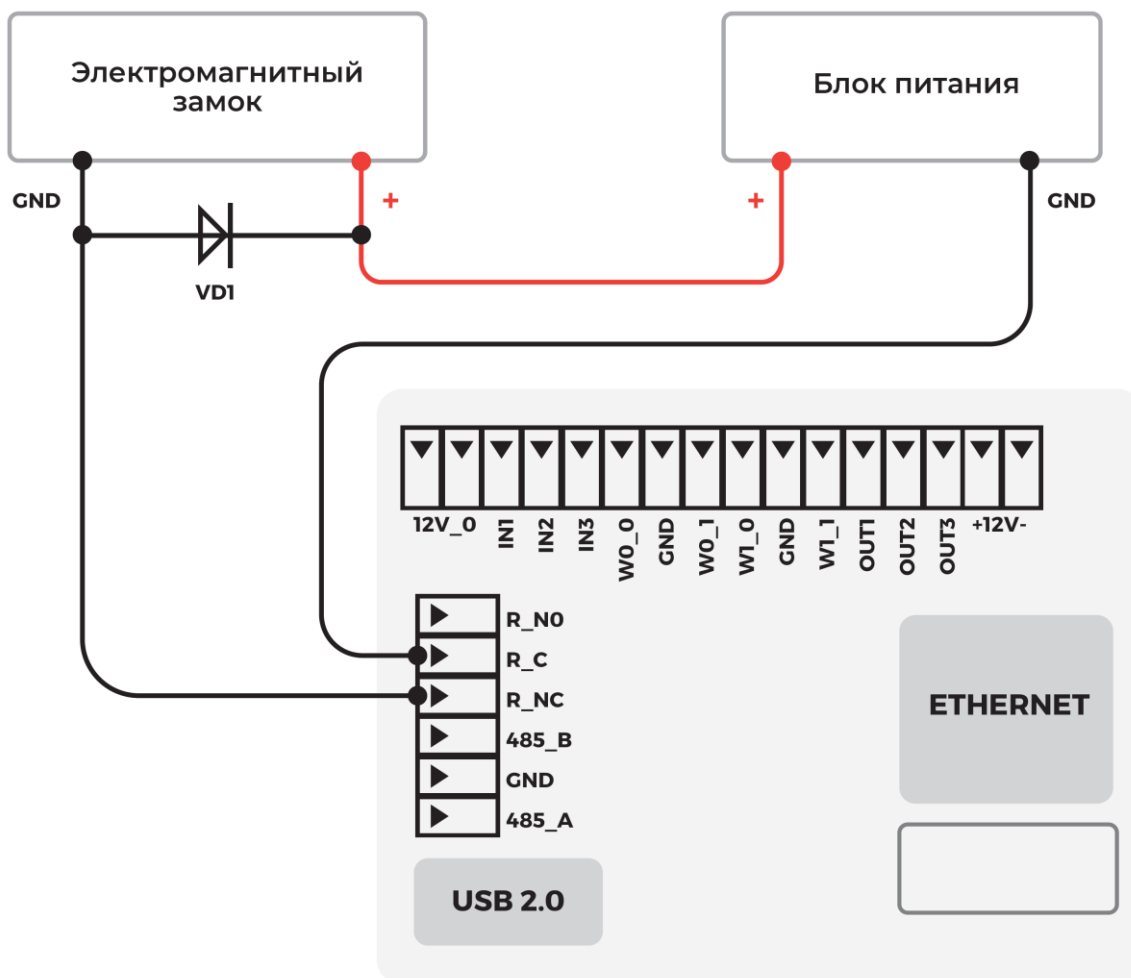 Электромагнитный
замок
Блок питания
GND
+
+
GND
VD1
12V_0
IN1
IN2
IN3
W0_0
GND
W0_1
W1_0
GND
W1_1
OUT1
OUT2
OUT3
+12V-
R_N0
R_C
R_NC
485_B
GND
485_A
ETHERNET
USB 2.0